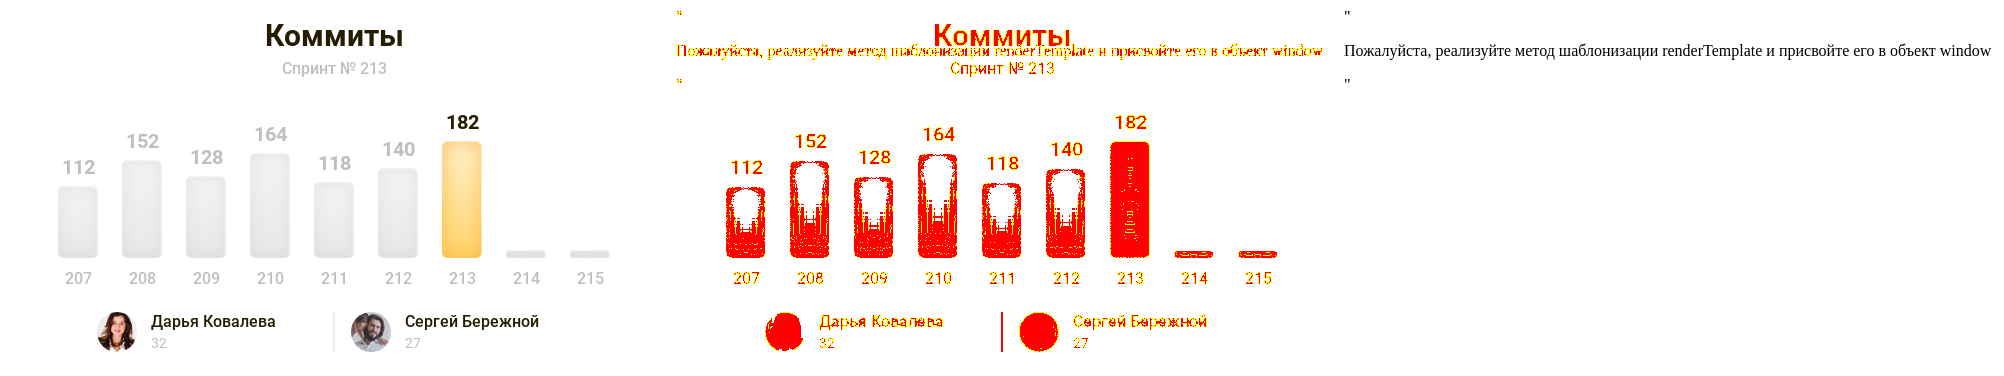 Коммиты
Спринт № 213
112 152 128 164 118 140 182
207 208 209 210 211 212 213 214 215
Дарья Ковалева
32
Сергей Бережной
27
"
Коммиты
Пожалуйста, реализуйте метод шаблонизации renderTemplate и присвойте его в объект window
Спринт № 213
"
112 152 128 164 118 140 182
207 208 209 210 211 212 213 214 215
Дарья Ковалева
32
Сергей Бережной
27
"
Пожалуйста, реализуйте метод шаблонизации renderTemplate и присвойте его в объект window
"